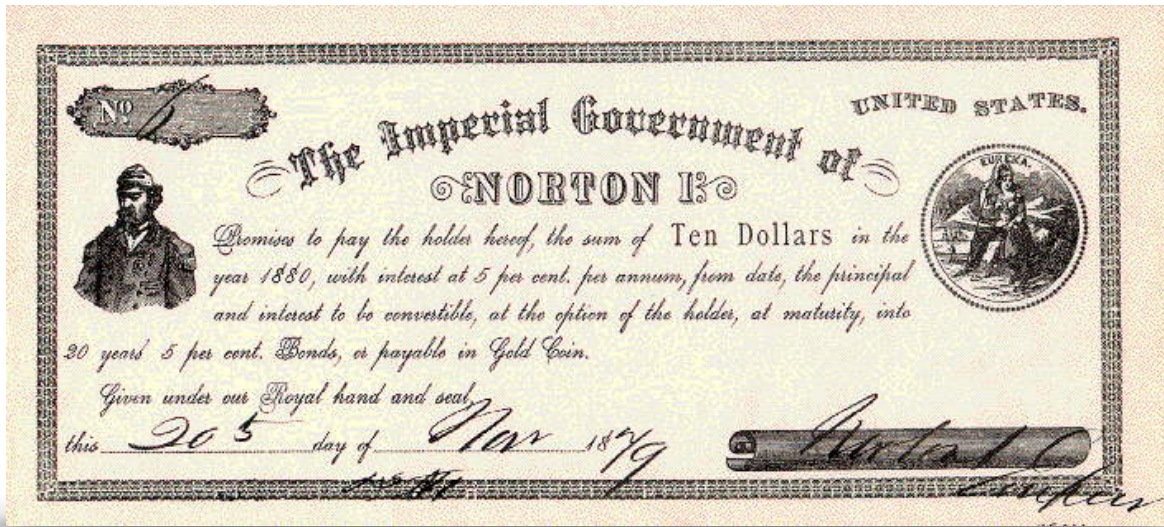 No 6
UNITED STATES.
The Imperial Government of
NORTON I.
EUREKA.
Promises to pay the holder hereof, the sum of Ten Dollars in the
year 1880, with interest at 5 per cent. per annum, from date, the principal
and interest to be convertible, at the option of the holder, at maturity, into
20 years 5 per cent. Bonds, or payable in Gold Coin.
Given under our Royal hand and seal,
this 20 day of Nov 1879
Norton I